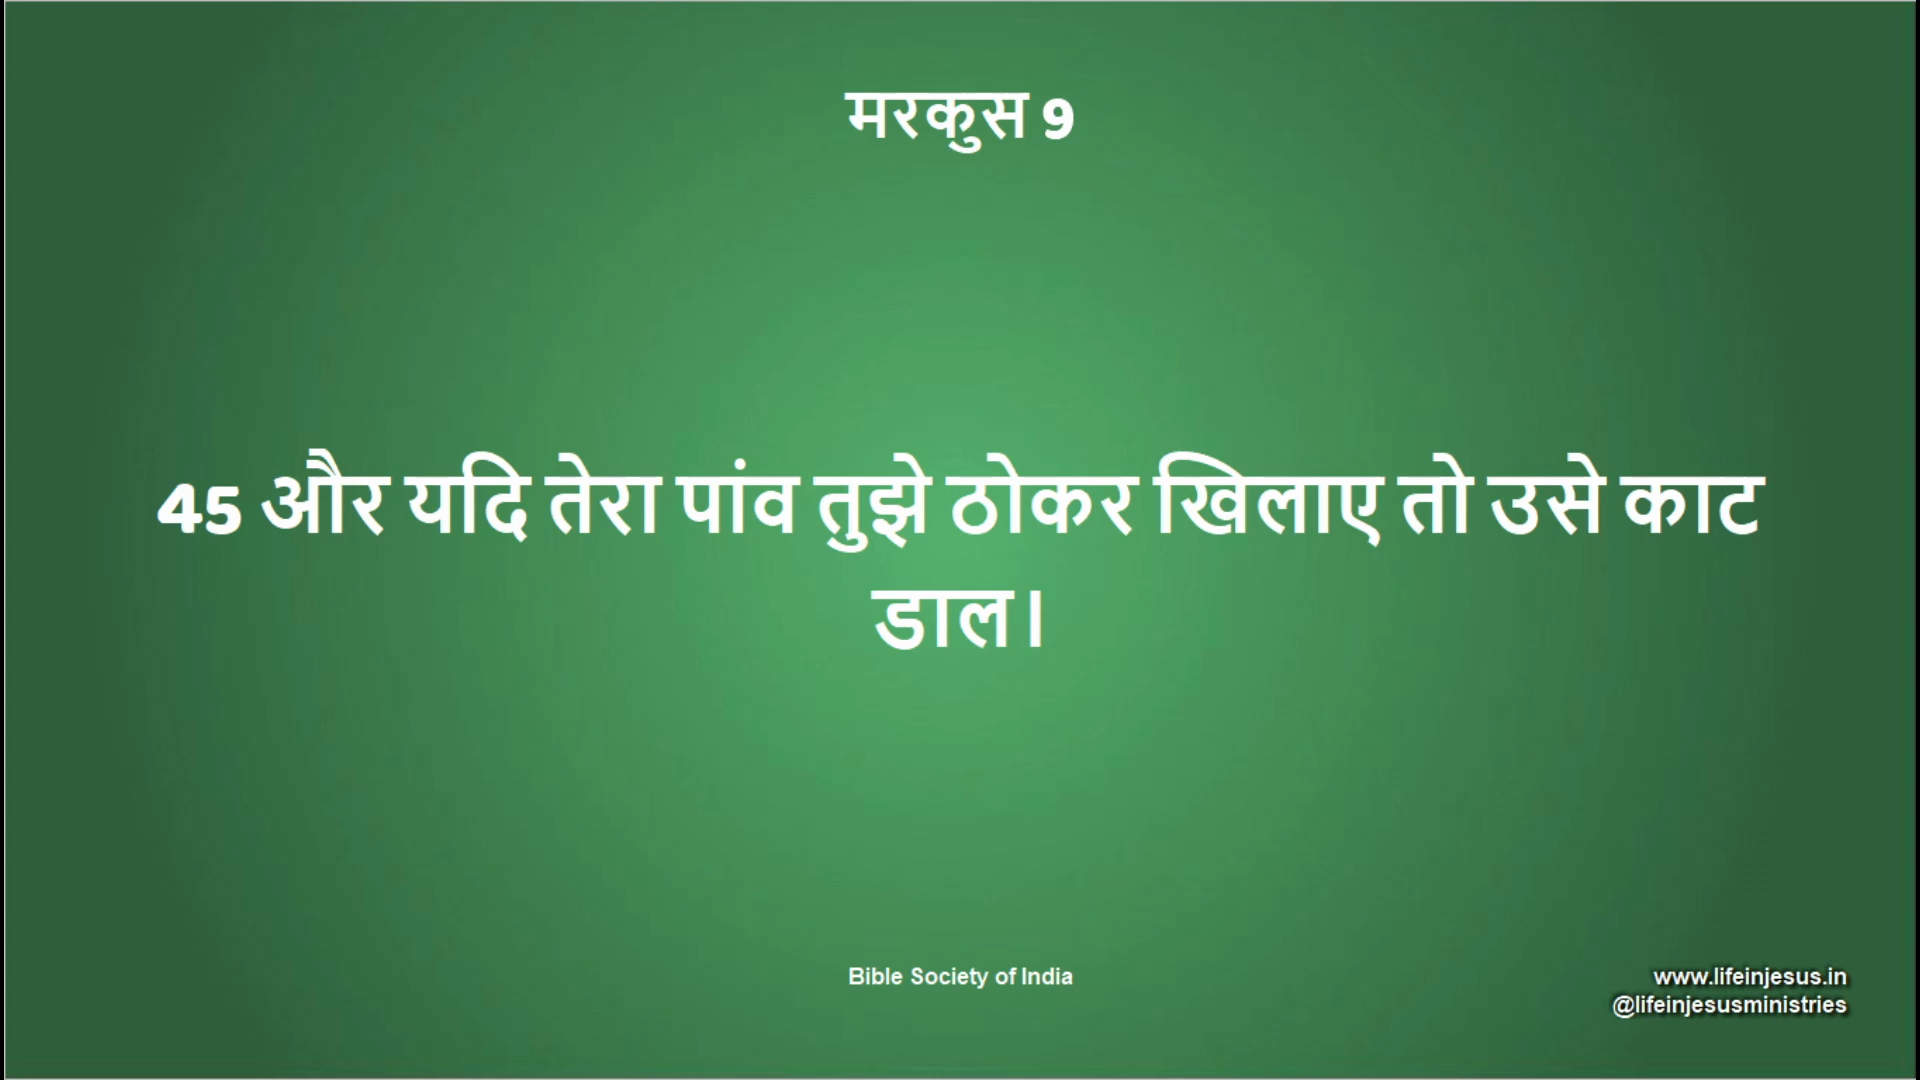 मरकुस 9
45 और यदि तेरा पांव तुझे ठोकर खिलाए तो उसे काट
डाल।
Bible Society of India
www.lifeinjesus.in
@lifeinjesusministries